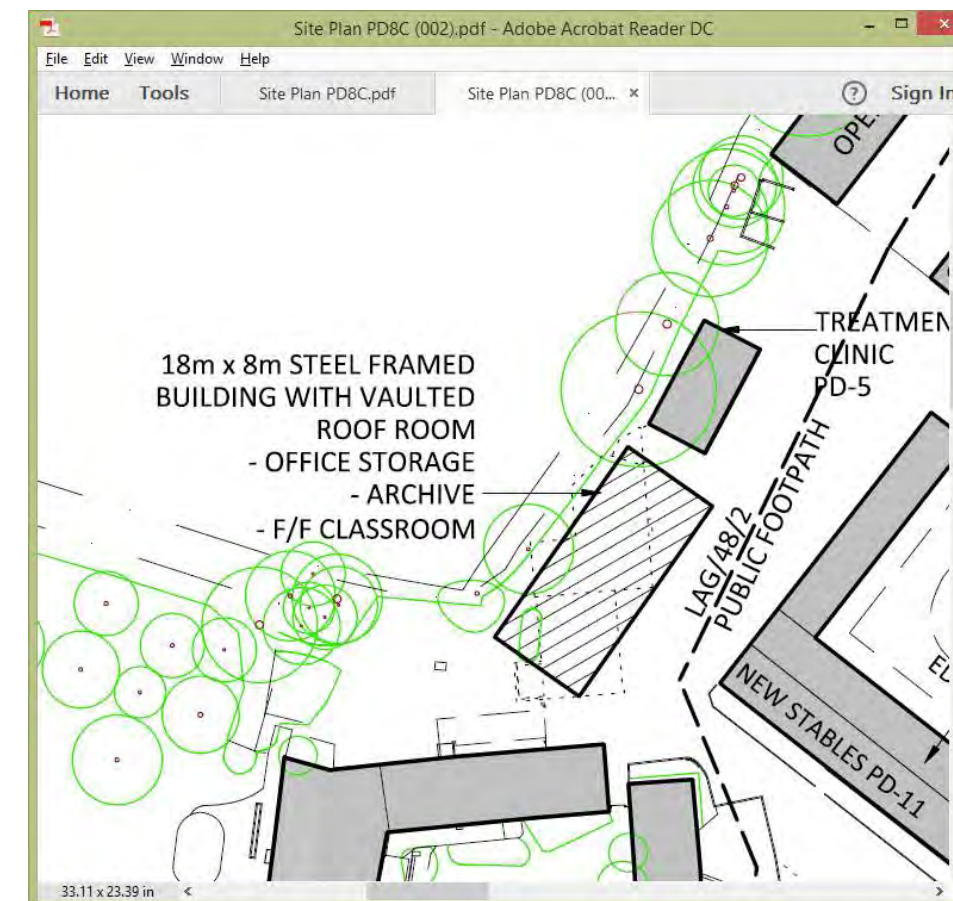 Site Plan PD8C (002).pdf - Adobe Acrobat Reader DC
File Edit View Window Help
Home Tools Site Plan PD8C.pdf Site Plan PD8C (00... × ? Sign In
OPE
TREATMEN
CLINIC
PD-5
18m x 8m STEEL FRAMED
BUILDING WITH VAULTED
ROOF ROOM
- OFFICE STORAGE
- ARCHIVE
- F/F CLASSROOM
LAG/48/2
PUBLIC FOOTPATH
NEW STABLES PD-11
33.11 x 23.39 in